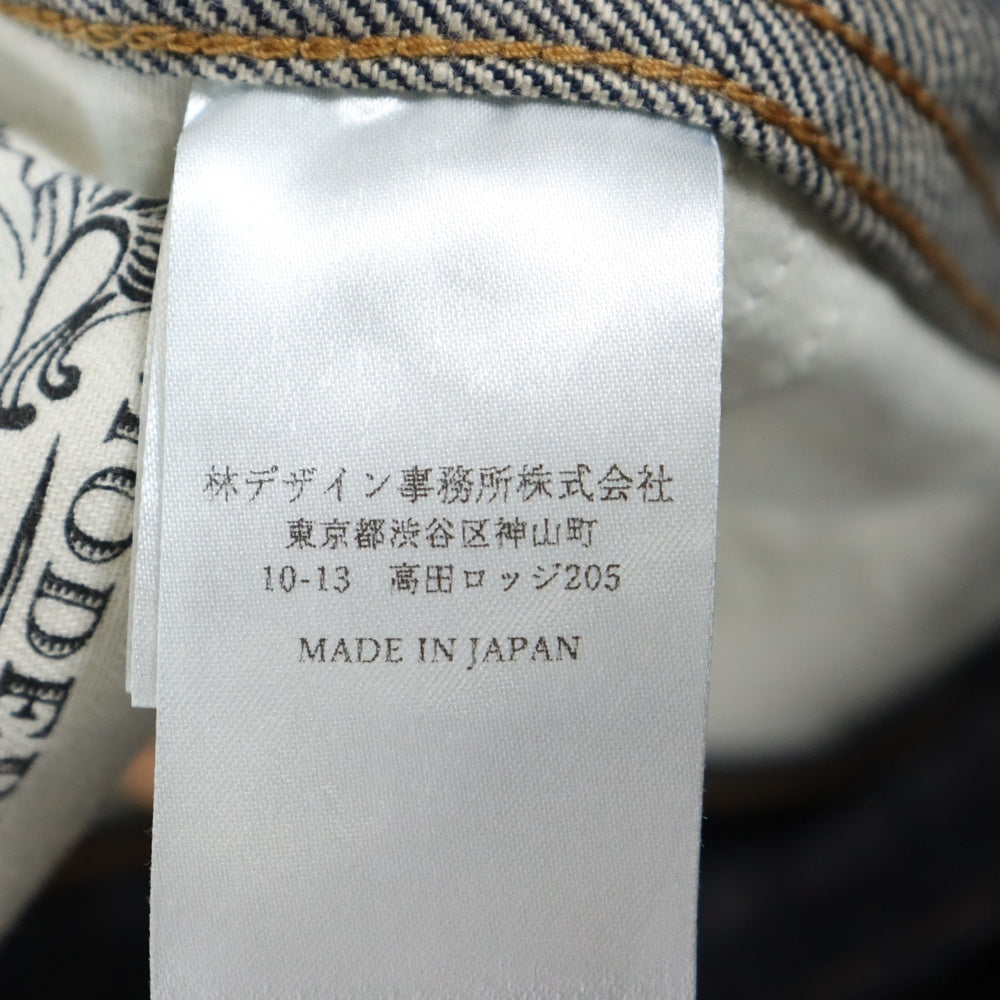 林デザイン事務所株式会社
東京都渋谷区神山町
10-13　高田ロッジ205
MADE IN JAPAN